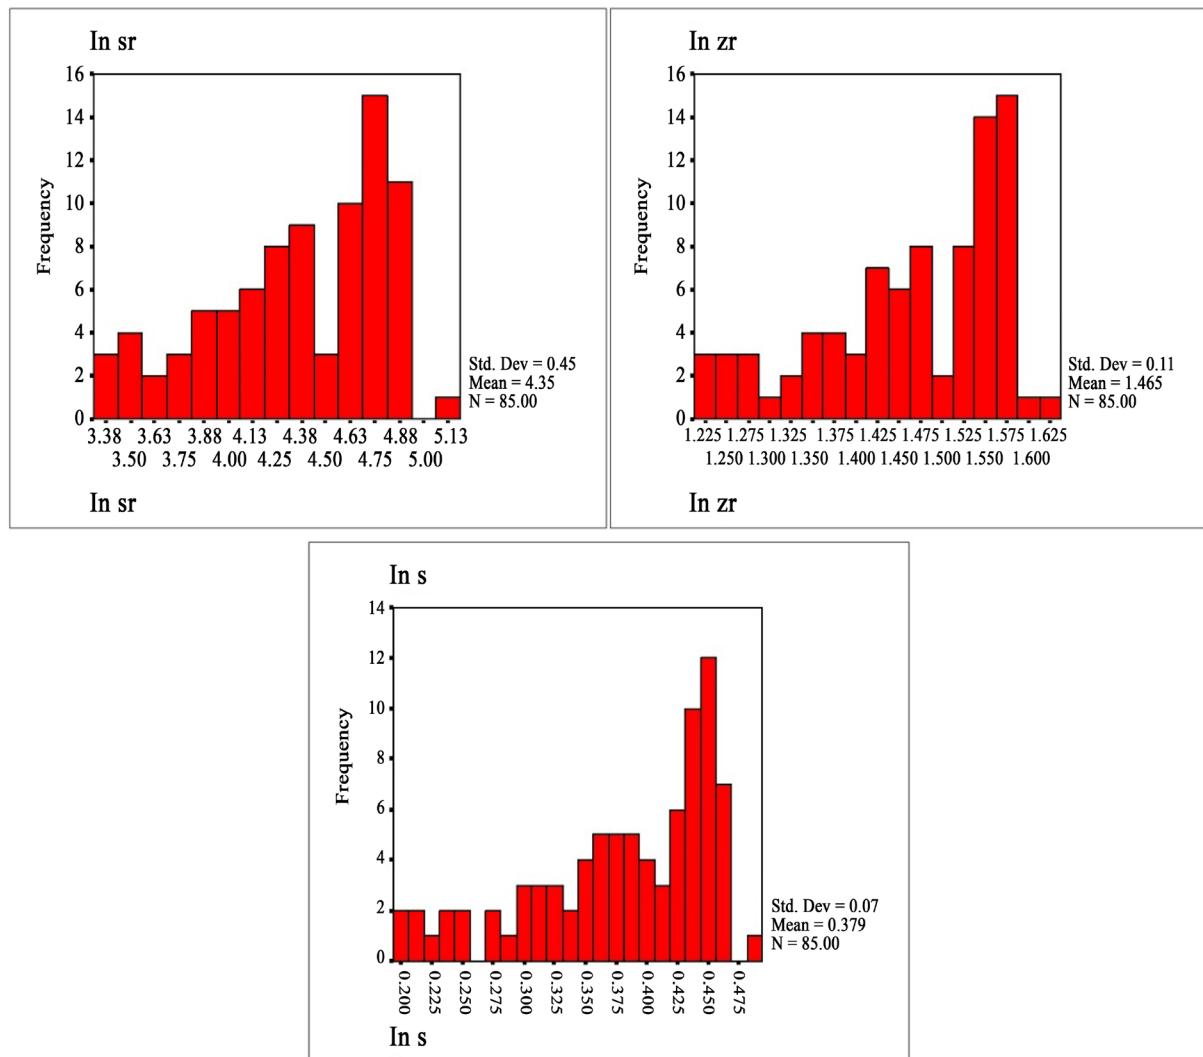 In sr
16
14
12
10
8
6
4
2
0
Frequency
3.38 3.63 3.88 4.13 4.38 4.63 4.88 5.13
3.50 3.75 4.00 4.25 4.50 4.75 5.00
Std. Dev = 0.45
Mean = 4.35
N = 85.00
In sr
In zr
16
14
12
10
8
6
4
2
0
Frequency
1.225 1.275 1.325 1.375 1.425 1.475 1.525 1.575 1.625
1.250 1.300 1.350 1.400 1.450 1.500 1.550 1.600
Std. Dev = 0.11
Mean = 1.465
N = 85.00
In zr
In s
14
12
10
8
6
4
2
0
Frequency
0.200
0.225
0.250
0.275
0.300
0.325
0.350
0.375
0.400
0.425
0.450
0.475
Std. Dev = 0.07
Mean = 0.379
N = 85.00
In s